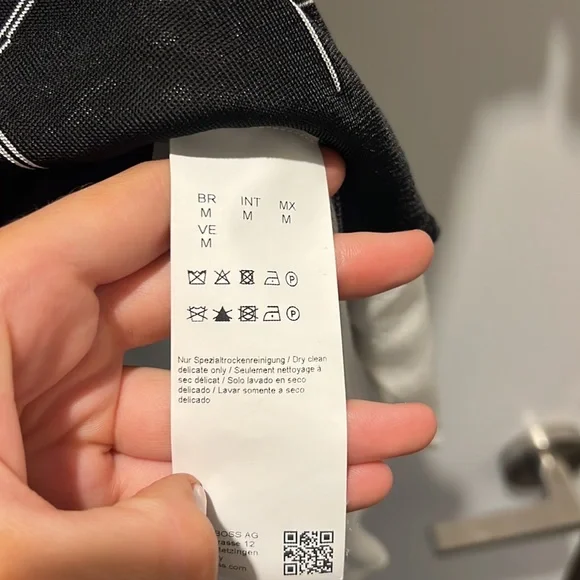 BR INT MX
M M M
VE
M
P
P
Nur Spezialtrockenreinigung / Dry clean
delicate only / Seulement nettoyage à
sec délicat / Solo lavado en seco
delicado / Lavar somente a seco
delicado
BOSS AG
12